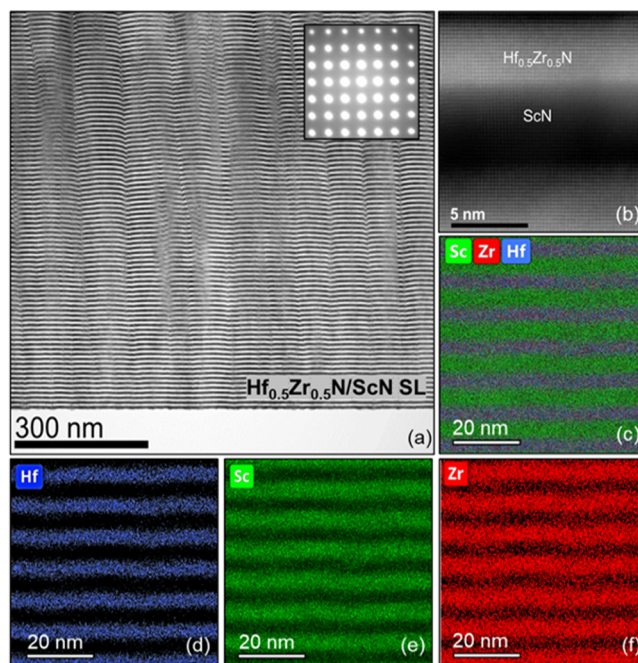 Hf0.5Zr0.5N/ScN SL
300 nm
(a)
Hf0.5Zr0.5N
ScN
5 nm
(b)
Sc Zr Hf
20 nm
(c)
Hf
20 nm
(d)
Sc
20 nm
(e)
Zr
20 nm
(f)